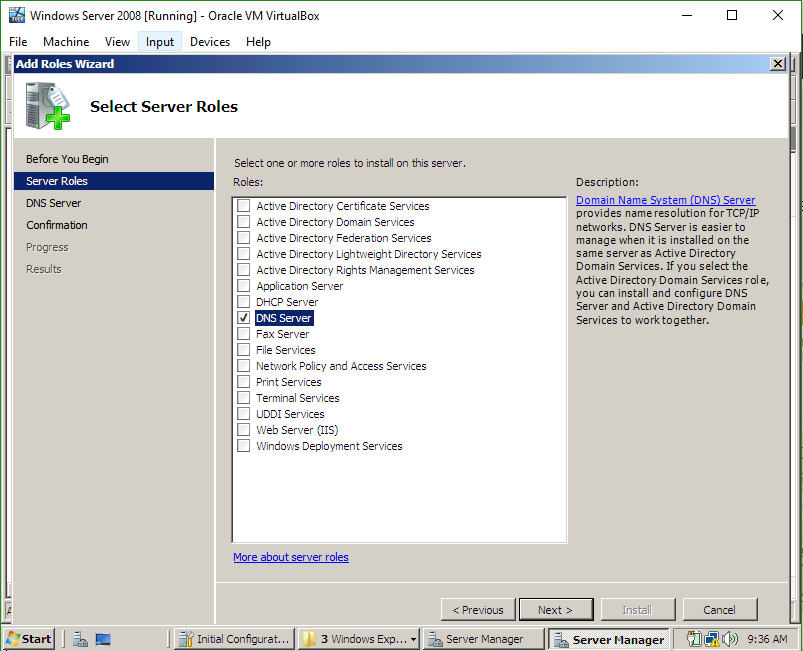 Windows Server 2008 [Running] - Oracle VM VirtualBox
File Machine View Input Devices Help
Add Roles Wizard
Select Server Roles
Before You Begin
Server Roles
DNS Server
Confirmation
Progress
Results
Select one or more roles to install on this server.
Roles:
Active Directory Certificate Services
Active Directory Domain Services
Active Directory Federation Services
Active Directory Lightweight Directory Services
Active Directory Rights Management Services
Application Server
DHCP Server
DNS Server
Fax Server
File Services
Network Policy and Access Services
Print Services
Terminal Services
UDDI Services
Web Server (IIS)
Windows Deployment Services
More about server roles
Description:
Domain Name System (DNS) Server
provides name resolution for TCP/IP
networks. DNS Server is easier to
manage when it is installed on the
same server as Active Directory
Domain Services. If you select the
Active Directory Domain Services role,
you can install and configure DNS
Server and Active Directory Domain
Services to work together.
< Previous Next > Install Cancel
Start Initial Configurat... 3 Windows Exp... Server Manager Server Manager 9:36 AM